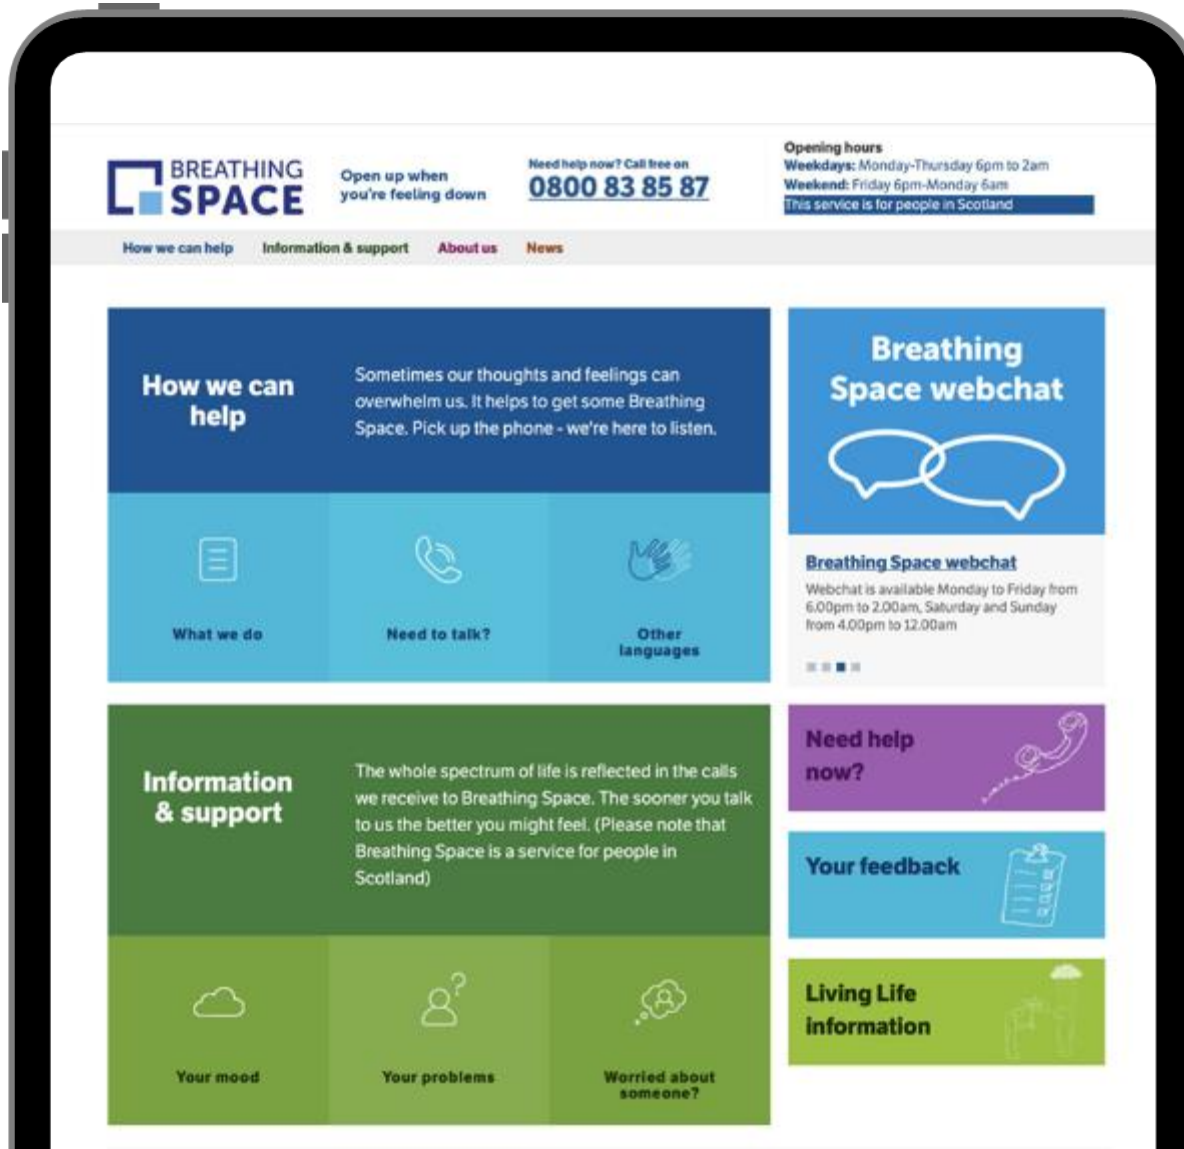 BREATHING
SPACE
Open up when
you're feeling down
Need help now? Call free on
0800 83 85 87
Opening hours
Weekdays: Monday-Thursday 6pm to 2am
Weekend: Friday 6pm-Monday 6am
This service is for people in Scotland
How we can help Information & support About us News
How we can
help
Sometimes our thoughts and feelings can
overwhelm us. It helps to get some Breathing
Space. Pick up the phone - we're here to listen.
What we do
Need to talk?
Other
languages
Breathing
Space webchat
Breathing Space webchat
Webchat is available Monday to Friday from
6.00pm to 2.00am, Saturday and Sunday
from 4.00pm to 12.00am
Information
& support
The whole spectrum of life is reflected in the calls
we receive to Breathing Space. The sooner you talk
to us the better you might feel. (Please note that
Breathing Space is a service for people in
Scotland)
Your mood
Your problems
Worried about
someone?
Need help
now?
Your feedback
Living Life
information